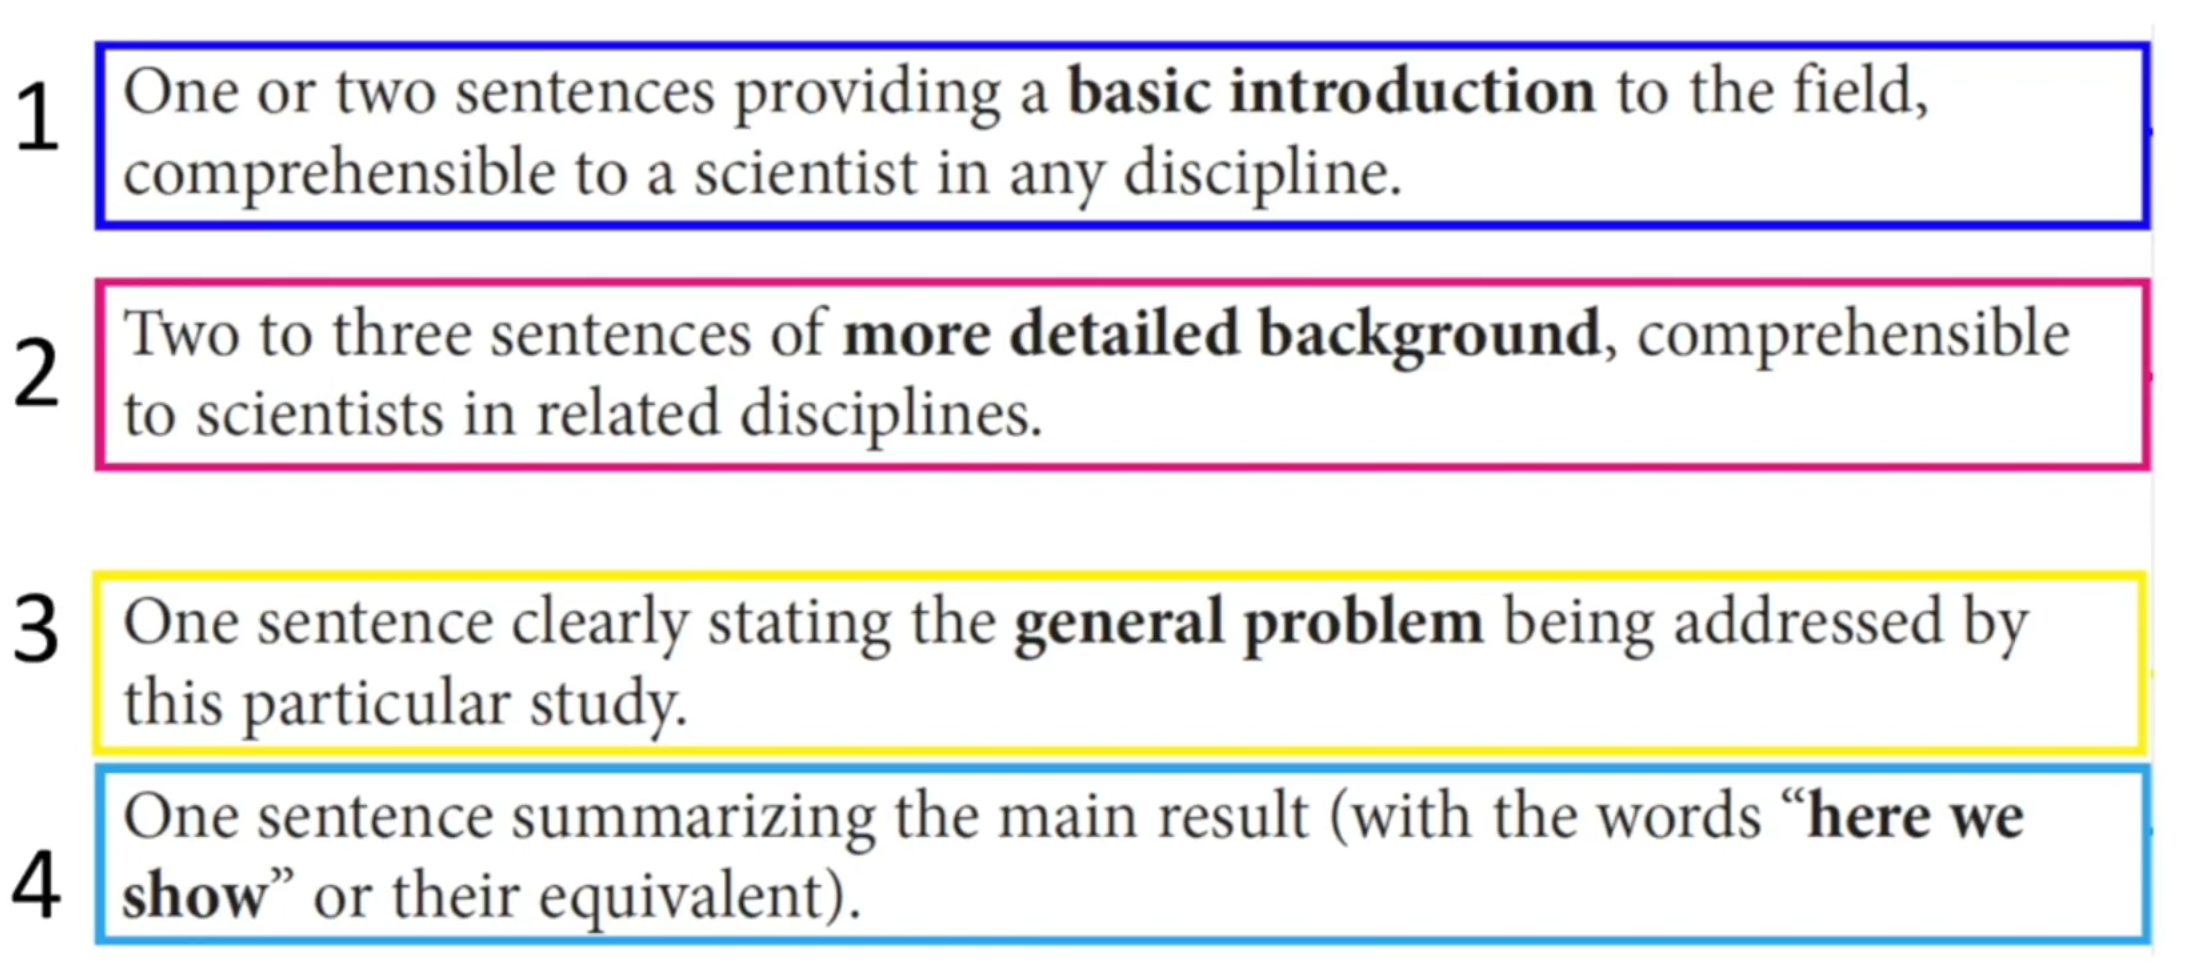 1
One or two sentences providing a basic introduction to the field,
comprehensible to a scientist in any discipline.
2
Two to three sentences of more detailed background, comprehensible
to scientists in related disciplines.
3
One sentence clearly stating the general problem being addressed by
this particular study.
4
One sentence summarizing the main result (with the words “here we
show” or their equivalent).